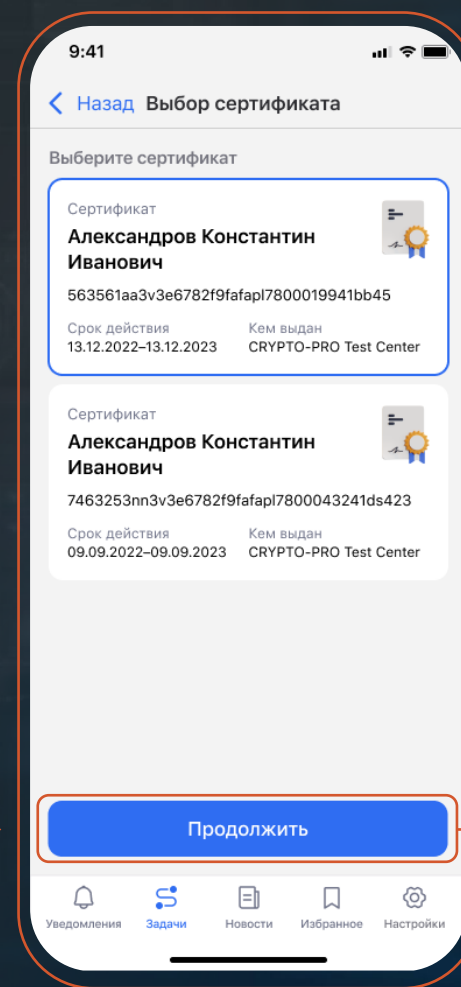 9:41
Назад Выбор сертификата
Выберите сертификат
Сертификат
Александров Константин
Иванович
563561aa3v3e6782f9fafapl7800019941bb45
Срок действия Кем выдан
13.12.2022–13.12.2023 CRYPTO-PRO Test Center
Сертификат
Александров Константин
Иванович
7463253nn3v3e6782f9fafapl7800043241ds423
Срок действия Кем выдан
09.09.2022–09.09.2023 CRYPTO-PRO Test Center
Продолжить
Уведомления Задачи Новости Избранное Настройки